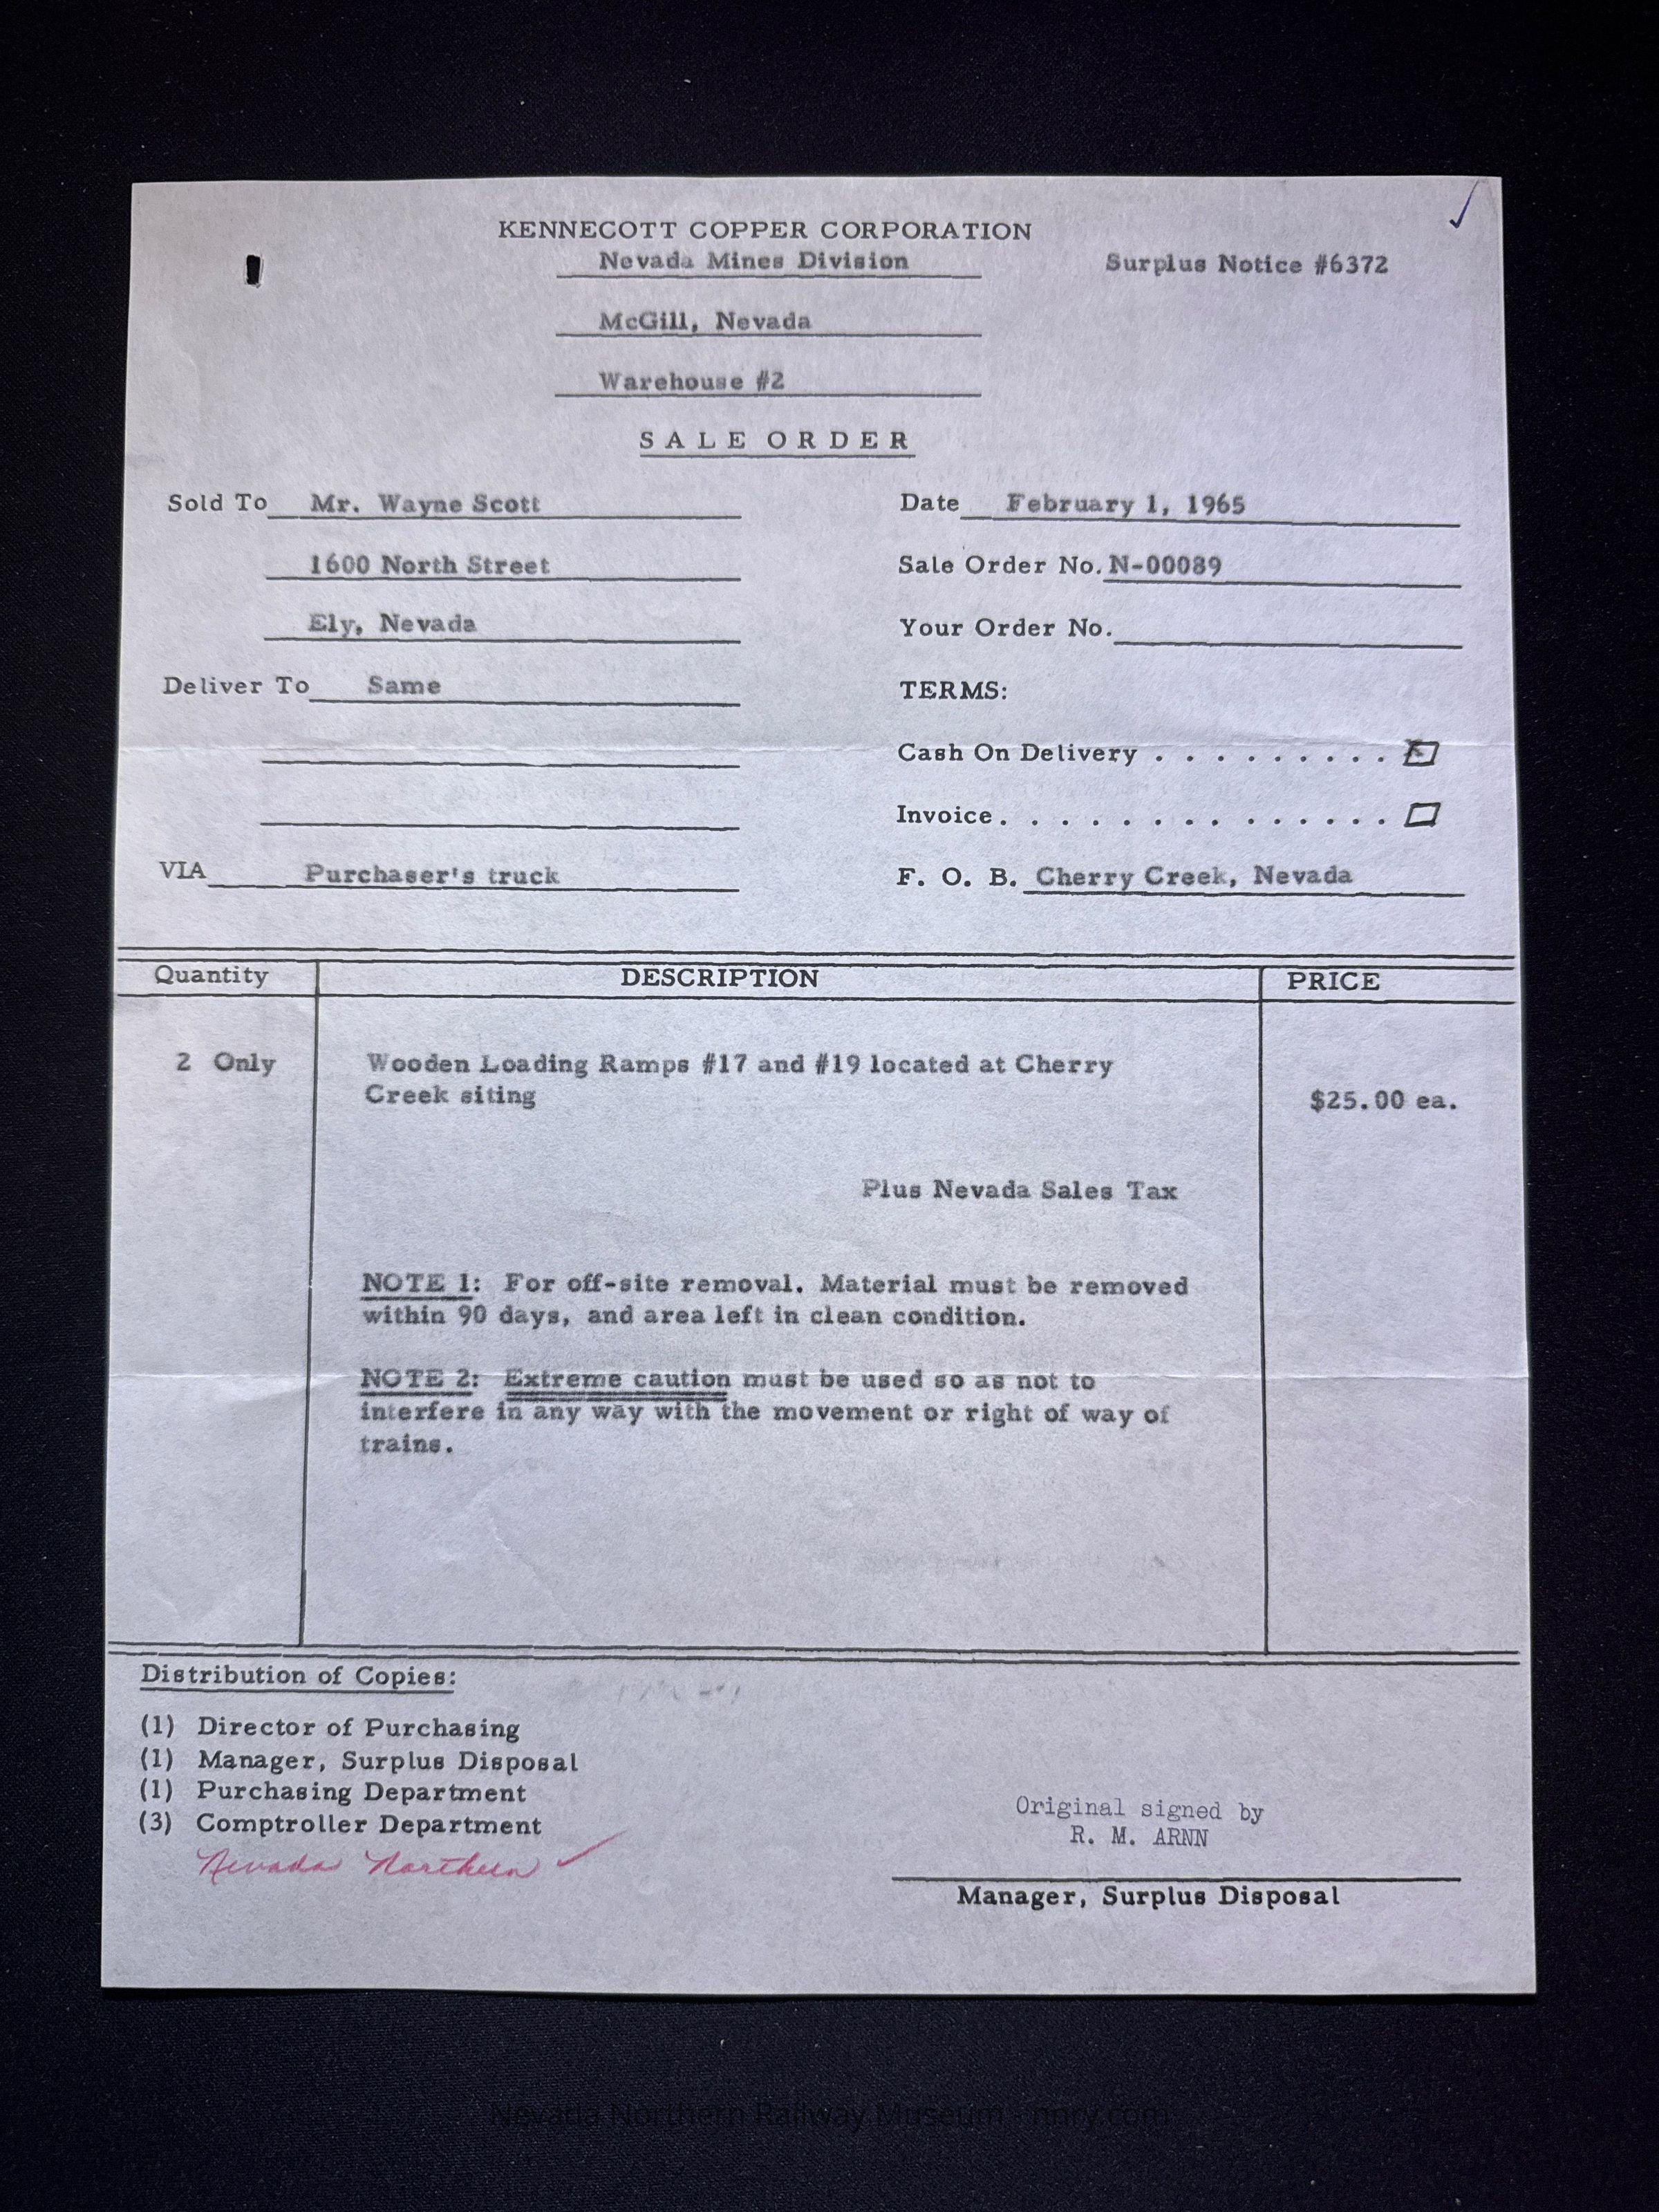 KENNECOTT COPPER CORPORATION
Nevada Mines Division
Surplus Notice #6372
McGill, Nevada
Warehouse #2
SALE ORDER
Sold To Mr. Wayne Scott
Date February 1, 1965
1600 North Street
Sale Order No. N-00089
Ely, Nevada
Your Order No.
Deliver To Same
TERMS:
Cash On Delivery . . . . . . . . . .
Invoice. . . . . . . . . . . . . .
VIA Purchaser's truck
F. O. B. Cherry Creek, Nevada
Quantity DESCRIPTION PRICE
2 Only Wooden Loading Ramps #17 and #19 located at Cherry
Creek siting $25.00 ea.
Plus Nevada Sales Tax
NOTE 1: For off-site removal. Material must be removed
within 90 days, and area left in clean condition.
NOTE 2: Extreme caution must be used so as not to
interfere in any way with the movement or right of way of
trains.
Distribution of Copies:
(1) Director of Purchasing
(1) Manager, Surplus Disposal
(1) Purchasing Department
(3) Comptroller Department
Nevada Northern ✓
Original signed by
R. M. ARNN
Manager, Surplus Disposal
Nevada Northern Railway Museum - nnry.com